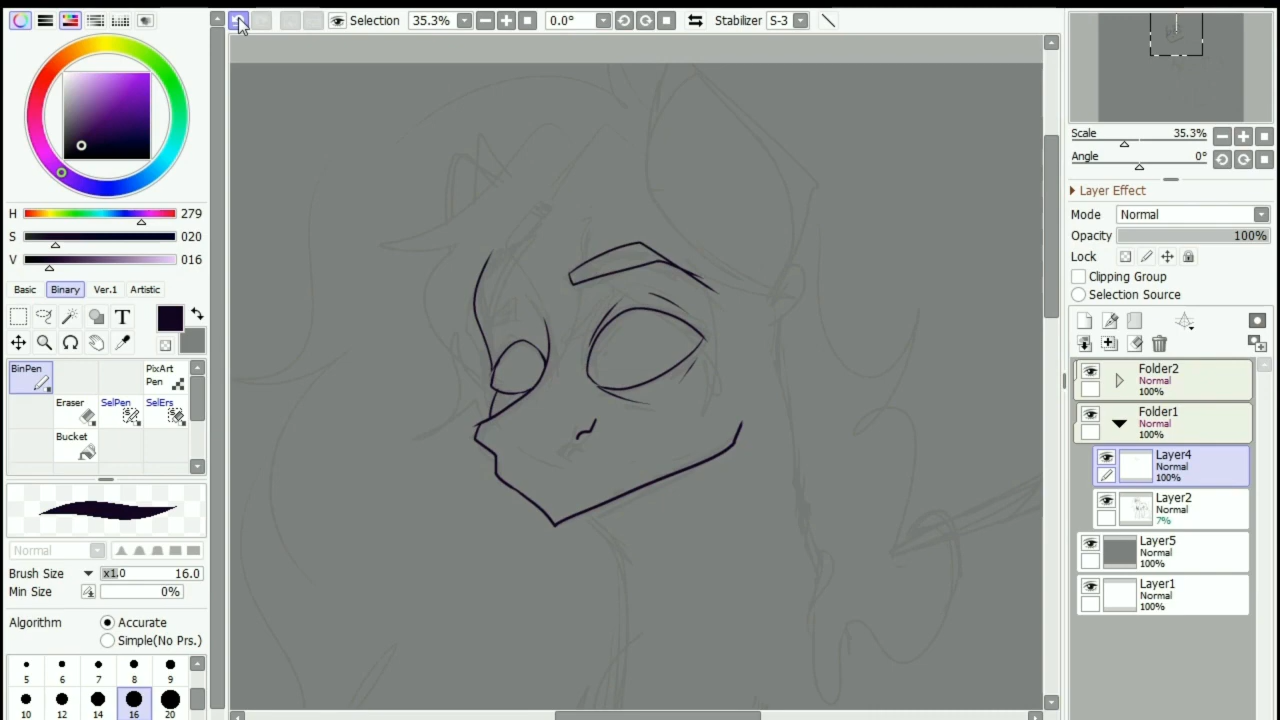 Selection 35.3% 0.0° Stabilizer S-3
H 279
S 020
V 016
Basic Binary Ver.1 Artistic
T
BinPen PixArt Pen
Eraser SelPen SelErs
Bucket
Normal
Brush Size x1.0 16.0
Min Size 0%
Algorithm Accurate
Simple(No Prs.)
5 6 7 8 9
10 12 14 16 20
Scale 35.3%
Angle 0°
Layer Effect
Mode Normal
Opacity 100%
Lock
Clipping Group
Selection Source
Folder2
Normal
100%
Folder1
Normal
100%
Layer4
Normal
100%
Layer2
Normal
7%
Layer5
Normal
100%
Layer1
Normal
100%